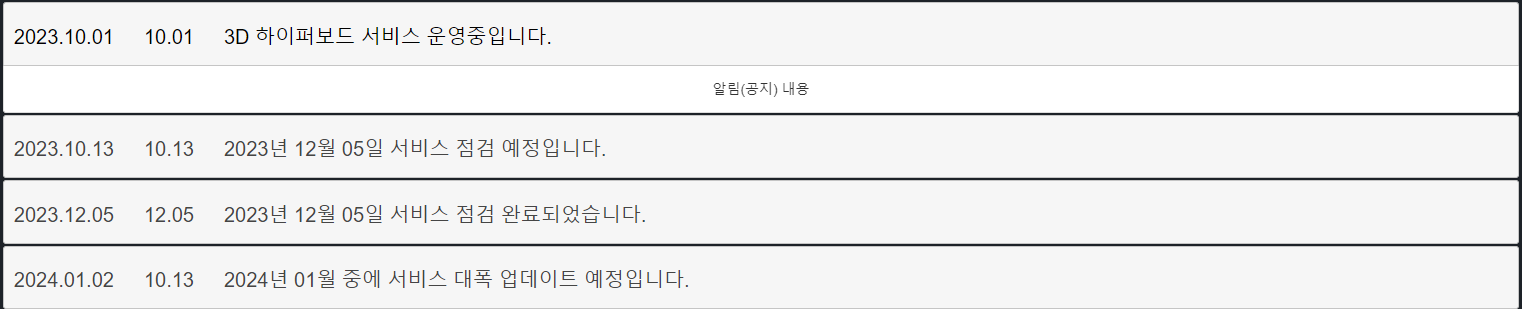 2023.10.01 10.01 3D 하이퍼보드 서비스 운영중입니다.
알림(공지) 내용
2023.10.13 10.13 2023년 12월 05일 서비스 점검 예정입니다.
2023.12.05 12.05 2023년 12월 05일 서비스 점검 완료되었습니다.
2024.01.02 10.13 2024년 01월 중에 서비스 대폭 업데이트 예정입니다.